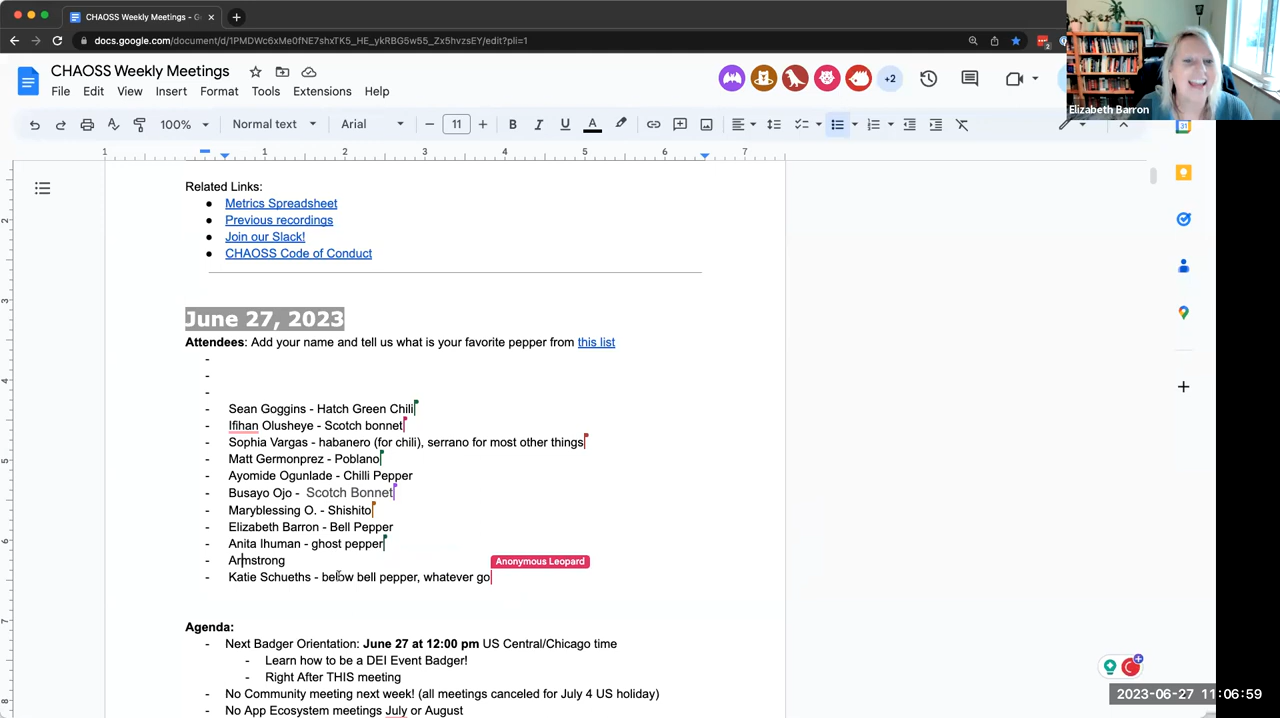 CHAOSS Weekly Meetings - G
docs.google.com/document/d/1PMDWc6xMe0fNE7shxTK5_HE_ykRBG5w55_Zx5hvzsEY/edit?pli=1
Elizabeth Barron
CHAOSS Weekly Meetings
+2
File Edit View Insert Format Tools Extensions Help
100% Normal text Arial 11
1 1 2 3 4 5 6 7
Related Links:
● Metrics Spreadsheet
● Previous recordings
● Join our Slack!
● CHAOSS Code of Conduct
June 27, 2023
Attendees: Add your name and tell us what is your favorite pepper from this list
-
-
-
- Sean Goggins - Hatch Green Chili
- Ifihan Olusheye - Scotch bonnet
- Sophia Vargas - habanero (for chili), serrano for most other things
- Matt Germonprez - Poblano
- Ayomide Ogunlade - Chilli Pepper
- Busayo Ojo - Scotch Bonnet
- Maryblessing O. - Shishito
- Elizabeth Barron - Bell Pepper
- Anita Ihuman - ghost pepper
- Armstrong
Anonymous Leopard
- Katie Schueths - below bell pepper, whatever go
Agenda:
- Next Badger Orientation: June 27 at 12:00 pm US Central/Chicago time
- Learn how to be a DEI Event Badger!
- Right After THIS meeting
- No Community meeting next week! (all meetings canceled for July 4 US holiday)
- No App Ecosystem meetings July or August
2023-06-27 11:06:59